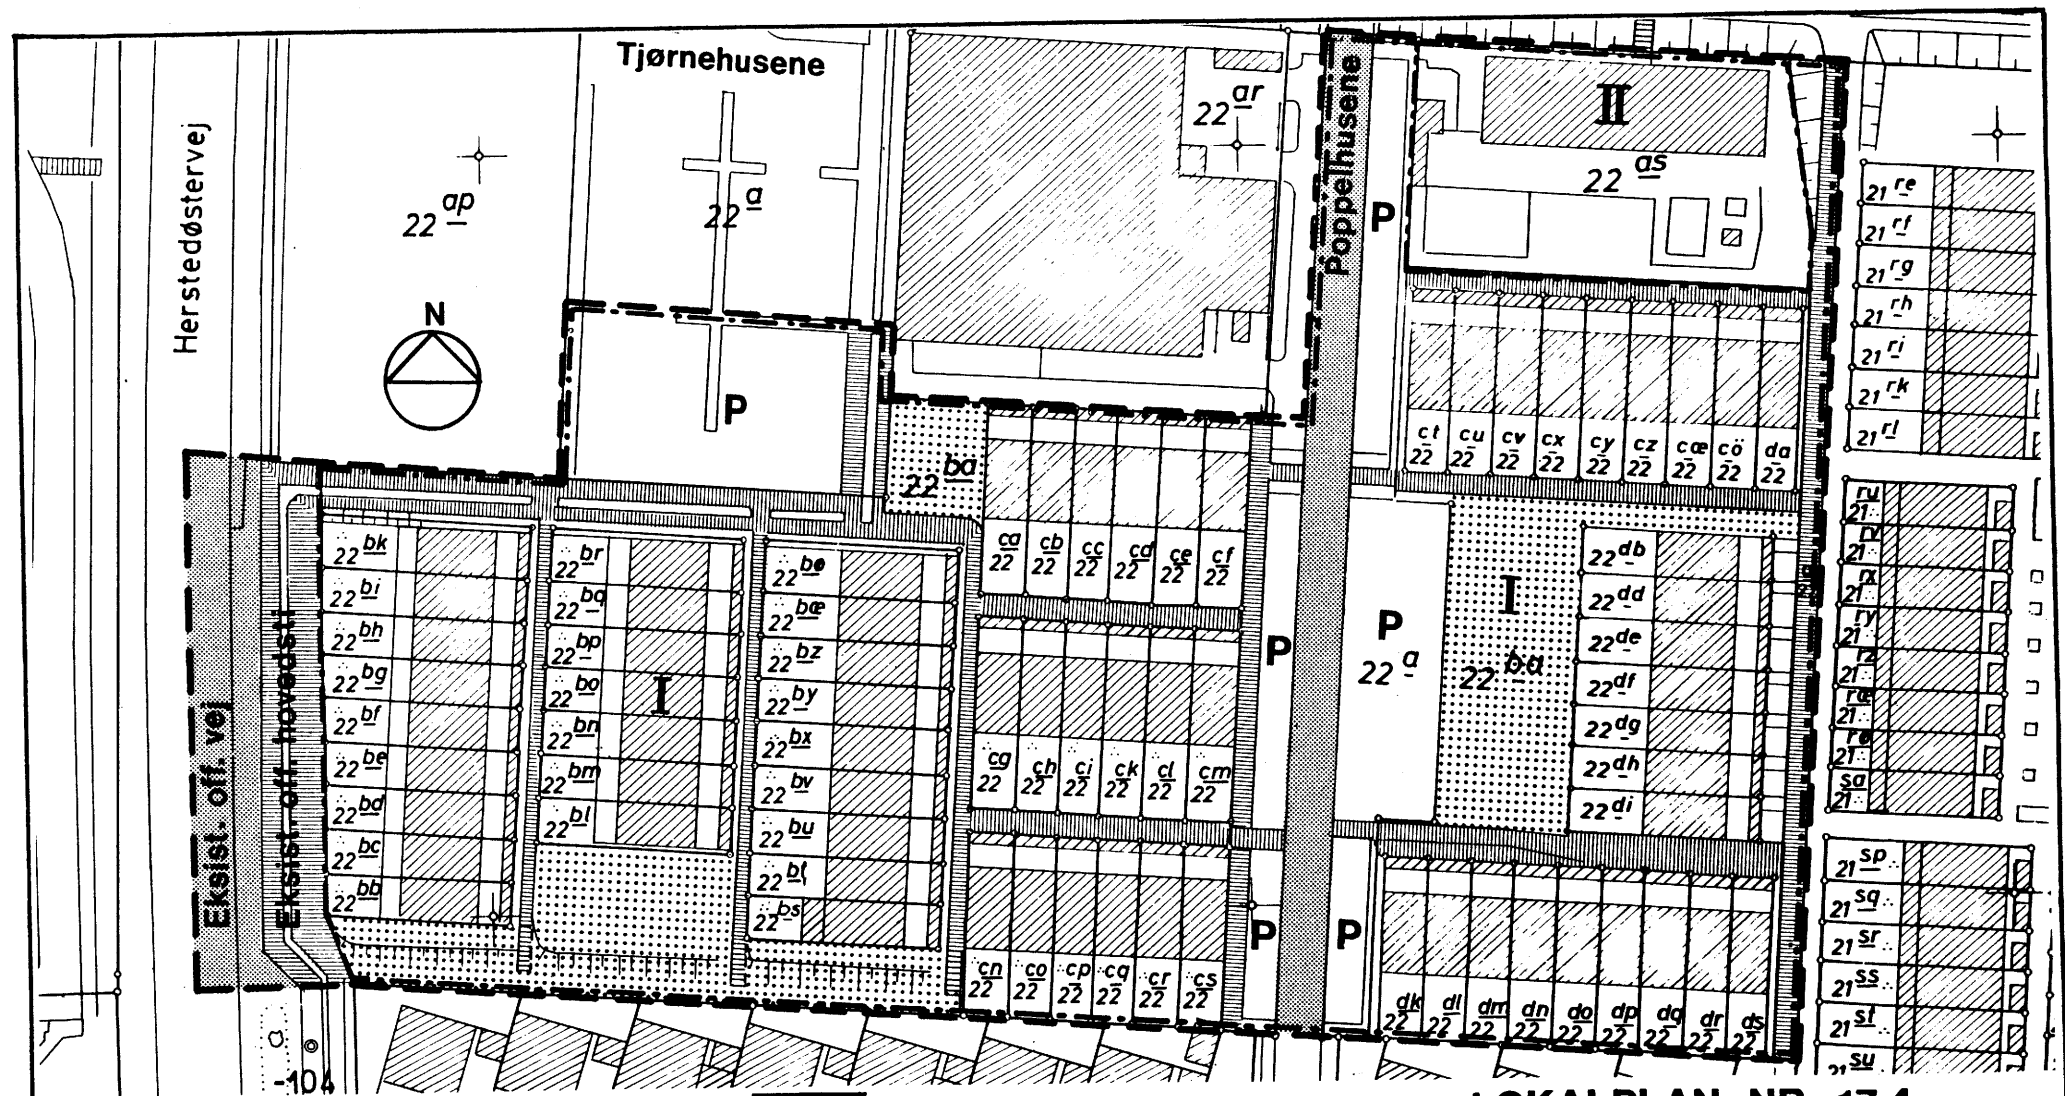 Tjørnehusene
Herstedøstervej
Poppelhusene
22 ap
22 a
22 ar
22 as
II
P
N
P
22 ba
Eksist. off. vej
Eksist. off. hovedsti
22 bk
22 bi
22 bh
22 bg
22 bf
22 be
22 bd
22 bc
22 bb
22 br
22 bq
22 bp
22 bo
22 bn
22 bm
22 bl
I
22 bø
22 bæ
22 bz
22 by
22 bx
22 bv
22 bu
22 bt
22 bs
ca cb cc cd ce cf
22 22 22 22 22 22
cg ch ci ck cl cm
22 22 22 22 22 22
cn co cp cq cr cs
22 22 22 22 22 22
P
P
P
P
22 a
I
22 ba
ct cu cv cx cy cz cæ cö da
22 22 22 22 22 22 22 22 22
22 db
22 dd
22 de
22 df
22 dg
22 dh
22 di
dk dl dm dn do dp dq dr ds
22 22 22 22 22 22 22 22 22
21 re
21 rf
21 rg
21 rh
21 ri
21 rk
21 rl
21 ru
21 rv
21 rx
21 ry
21 rz
21 ræ
21 rø
21 sa
21 sp
21 sq
21 sr
21 ss
21 st
21 su
-104
LOKALPLAN NR. 17.4